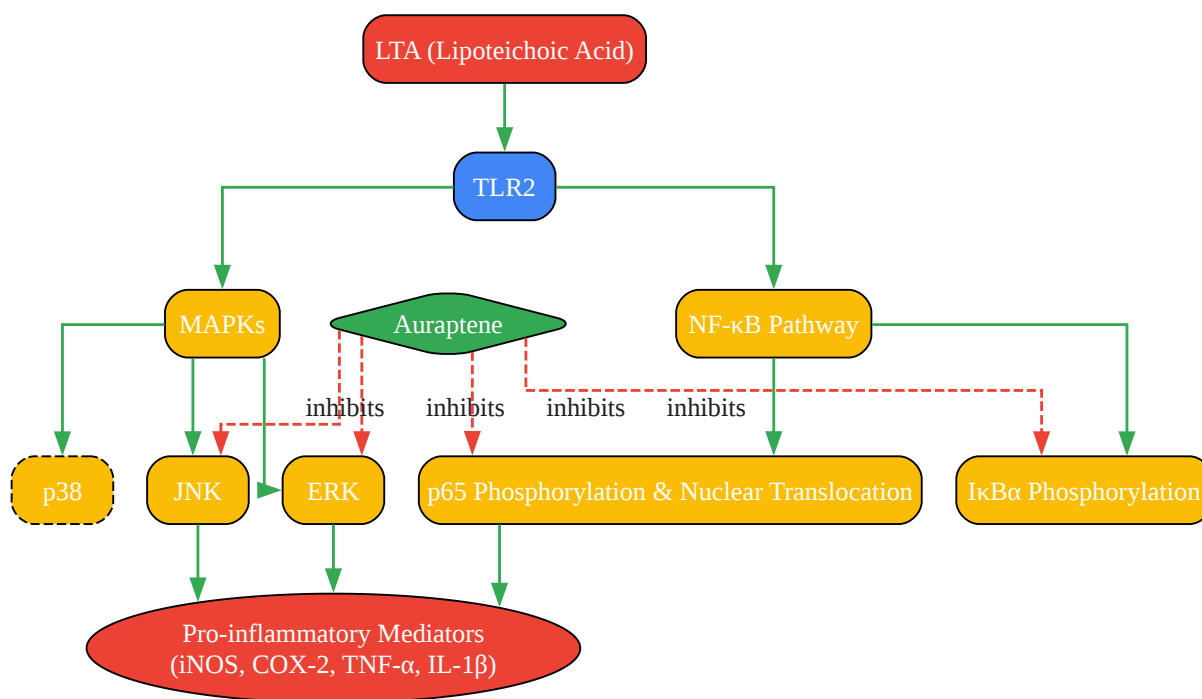 LTA (Lipoteichoic Acid)
TLR2
MAPKs
Auraptene
NF-κB Pathway
inhibits
inhibits
inhibits
inhibits
p38
JNK
ERK
p65 Phosphorylation & Nuclear Translocation
IκBα Phosphorylation
Pro-inflammatory Mediators
(iNOS, COX-2, TNF-α, IL-1β)